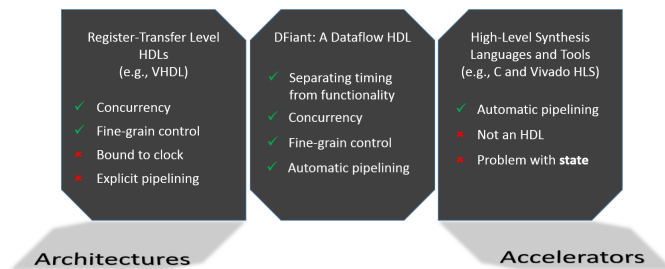 Register-Transfer Level
HDLs
(e.g., VHDL)
✓ Concurrency
✓ Fine-grain control
✗ Bound to clock
✗ Explicit pipelining
DFiant: A Dataflow HDL
✓ Separating timing
from functionality
✓ Concurrency
✓ Fine-grain control
✓ Automatic pipelining
High-Level Synthesis
Languages and Tools
(e.g., C and Vivado HLS)
✓ Automatic pipelining
✗ Not an HDL
✗ Problem with state
Architectures
Accelerators